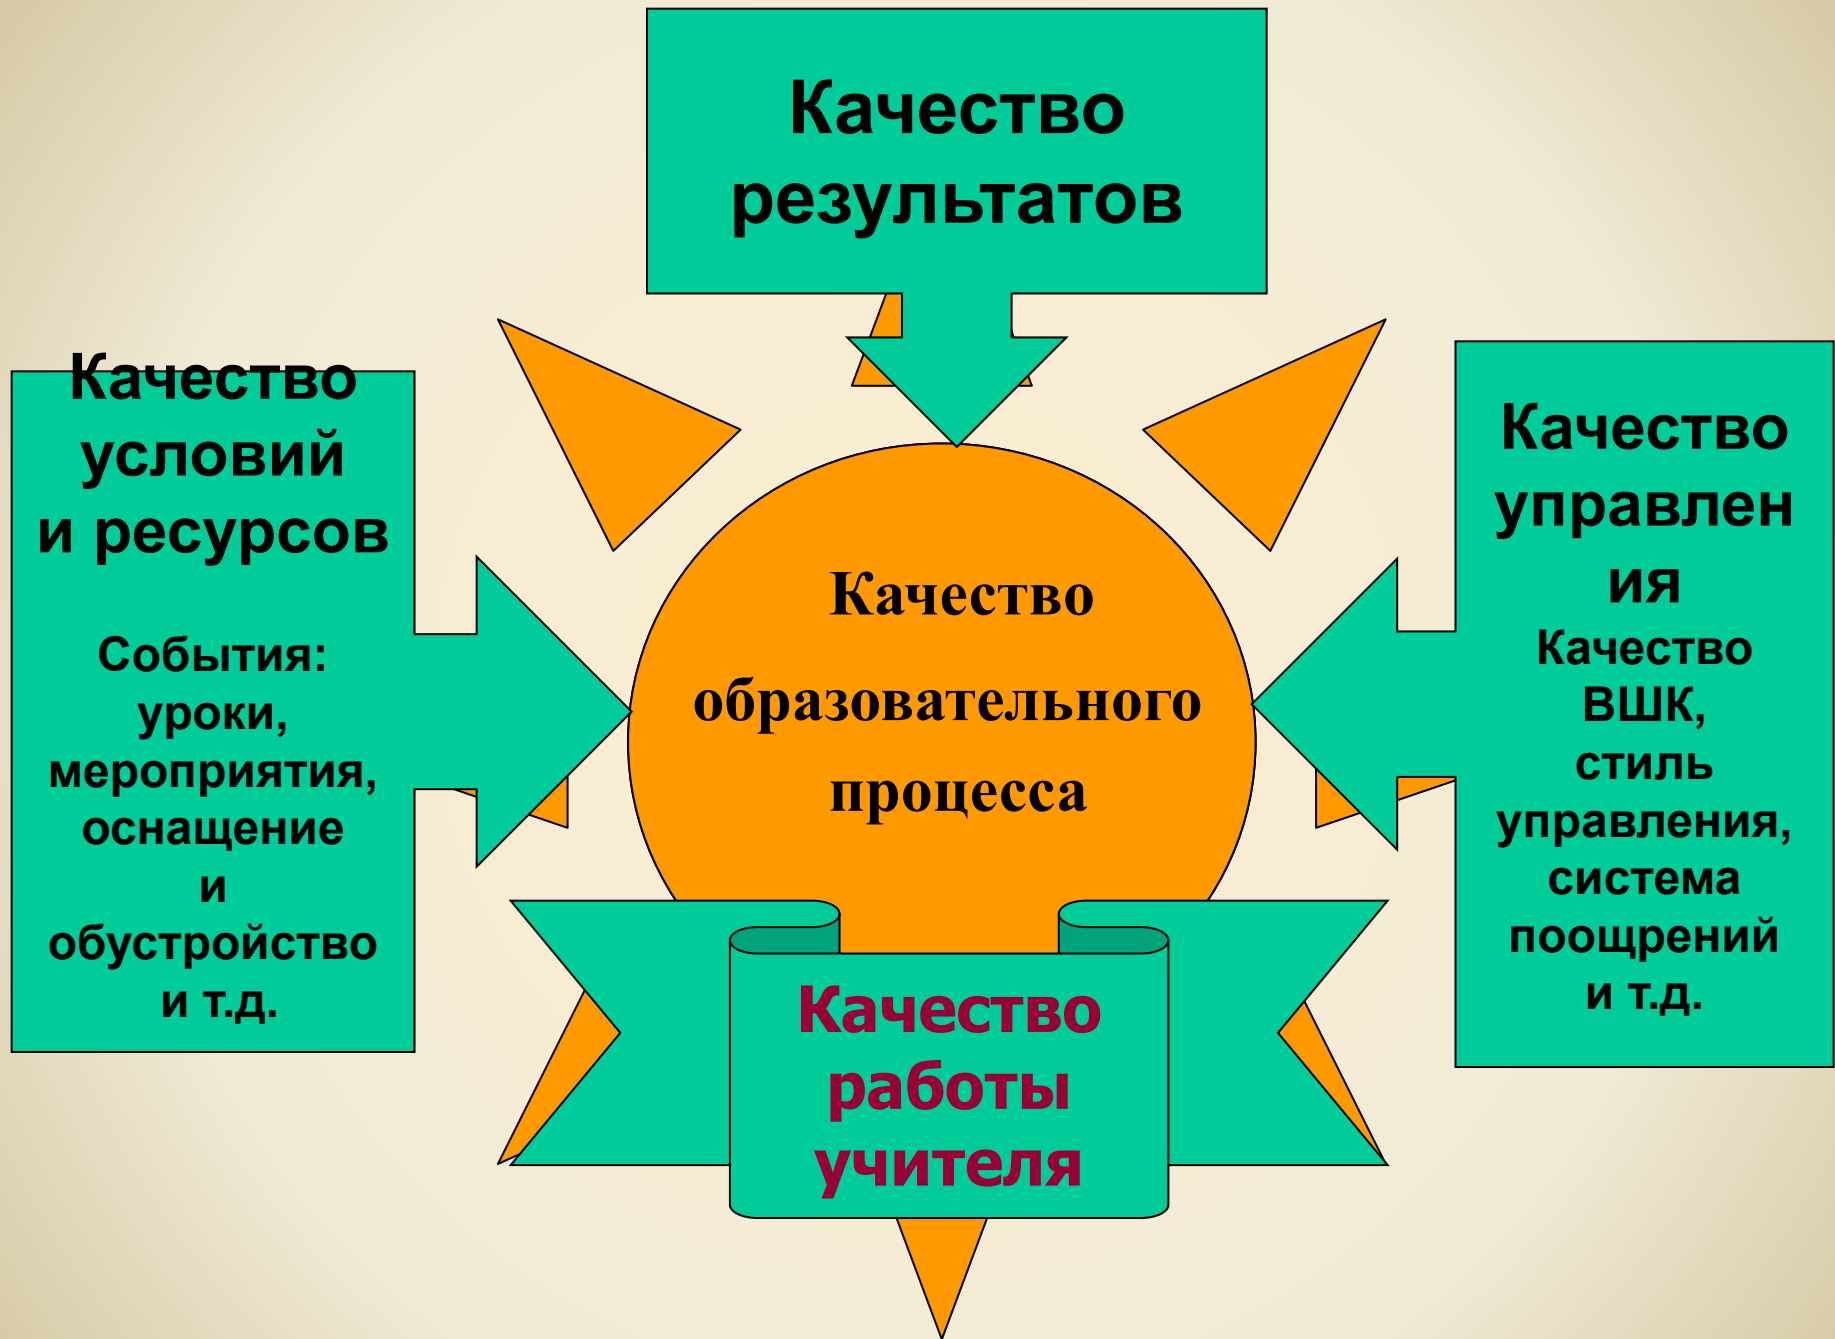 Качество
результатов
Качество
условий
и ресурсов
События:
уроки,
мероприятия,
оснащение
и
обустройство
и т.д.
Качество
образовательного
процесса
Качество
управлен
ия
Качество
ВШК,
стиль
управления,
система
поощрений
и т.д.
Качество
работы
учителя